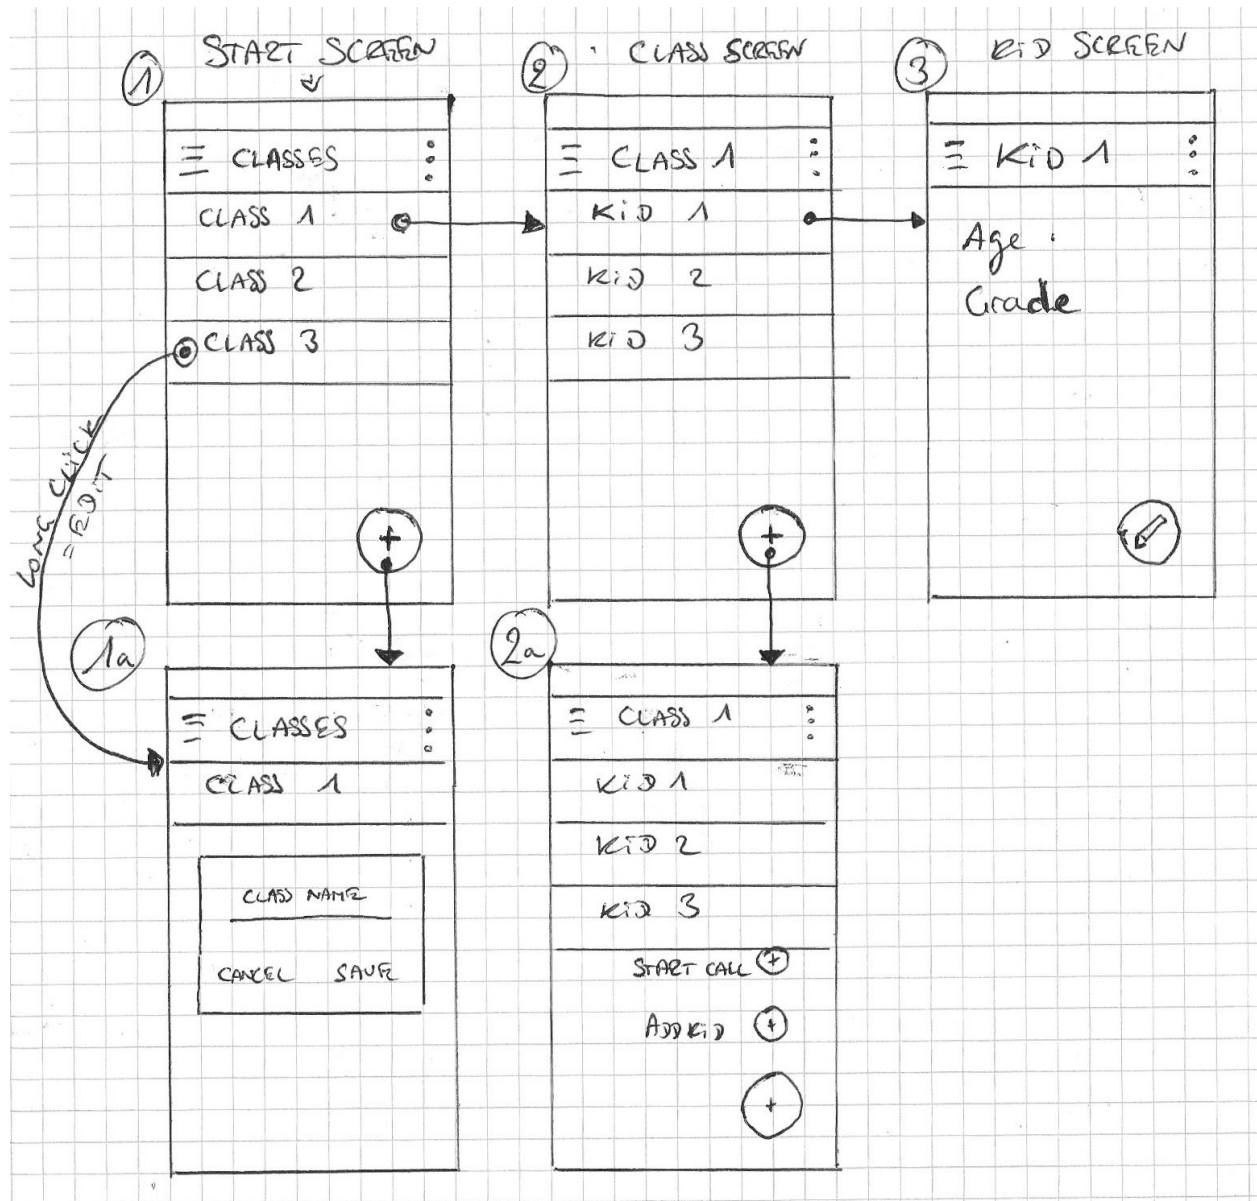 1 START SCREEN
CLASSES
CLASS 1
CLASS 2
CLASS 3
+
LONG CLICK
= EDIT
2 CLASS SCREEN
CLASS 1
KiD 1
KiD 2
KiD 3
+
3 KiD SCREEN
KiD 1
Age :
Grade
1a
CLASSES
CLASS 1
CLASS NAME
CANCEL SAVE
2a
CLASS 1
KiD 1
KiD 2
KiD 3
START CALL +
ADD KiD +
+